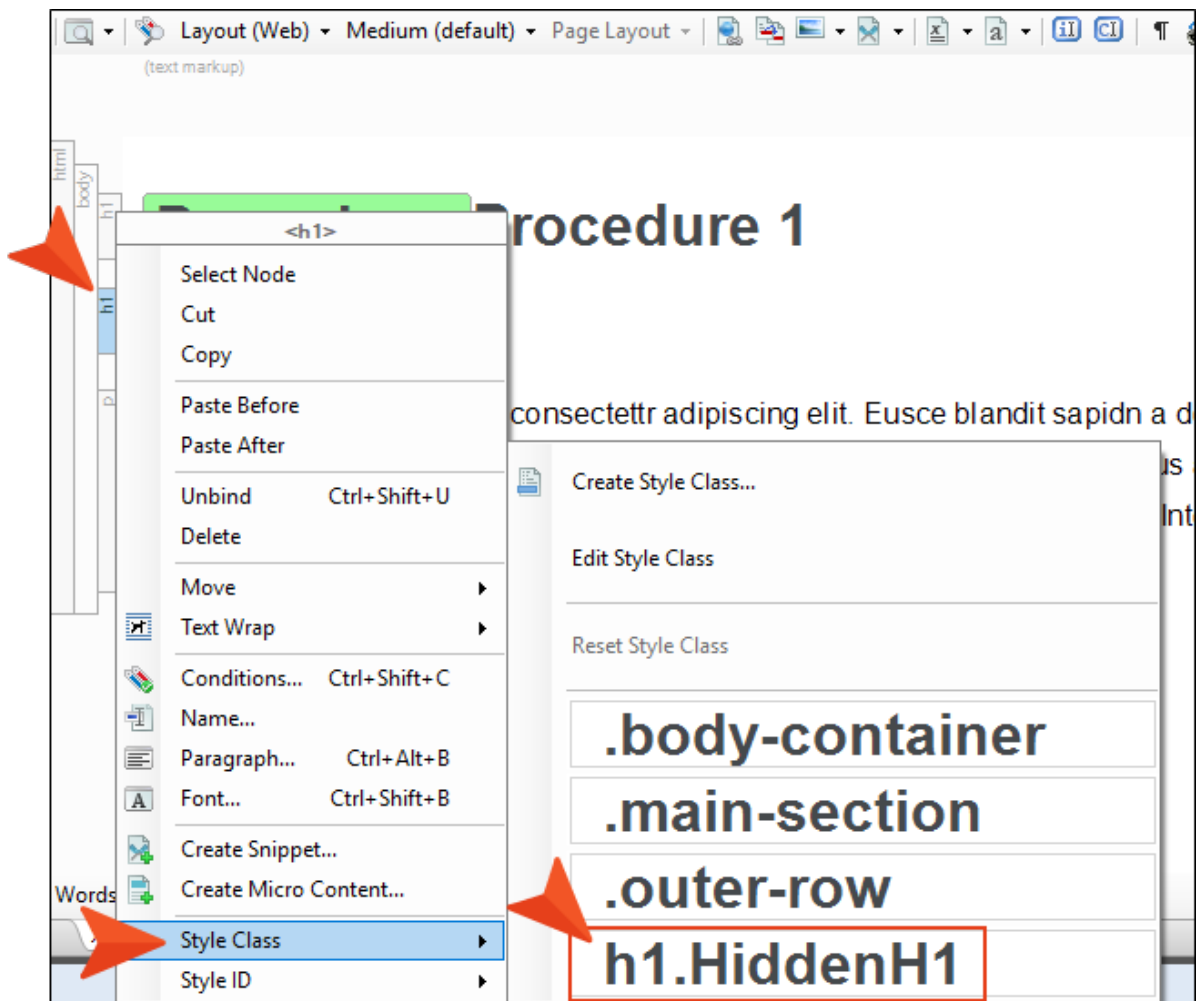 Layout (Web) Medium (default) Page Layout
(text markup)
html
body
h1
Procedure 1
<h1>
Select Node
h1
Cut
Copy
Paste Before
p
consectettr adipiscing elit. Eusce blandit sapidn a d
Paste After
us
Create Style Class...
Unbind Ctrl+Shift+U
Int
Delete
Edit Style Class
Move
Text Wrap
Reset Style Class
Conditions... Ctrl+Shift+C
Name...
.body-container
Paragraph... Ctrl+Alt+B
Font... Ctrl+Shift+B
.main-section
Create Snippet...
Words
Create Micro Content...
.outer-row
Style Class
h1.HiddenH1
Style ID